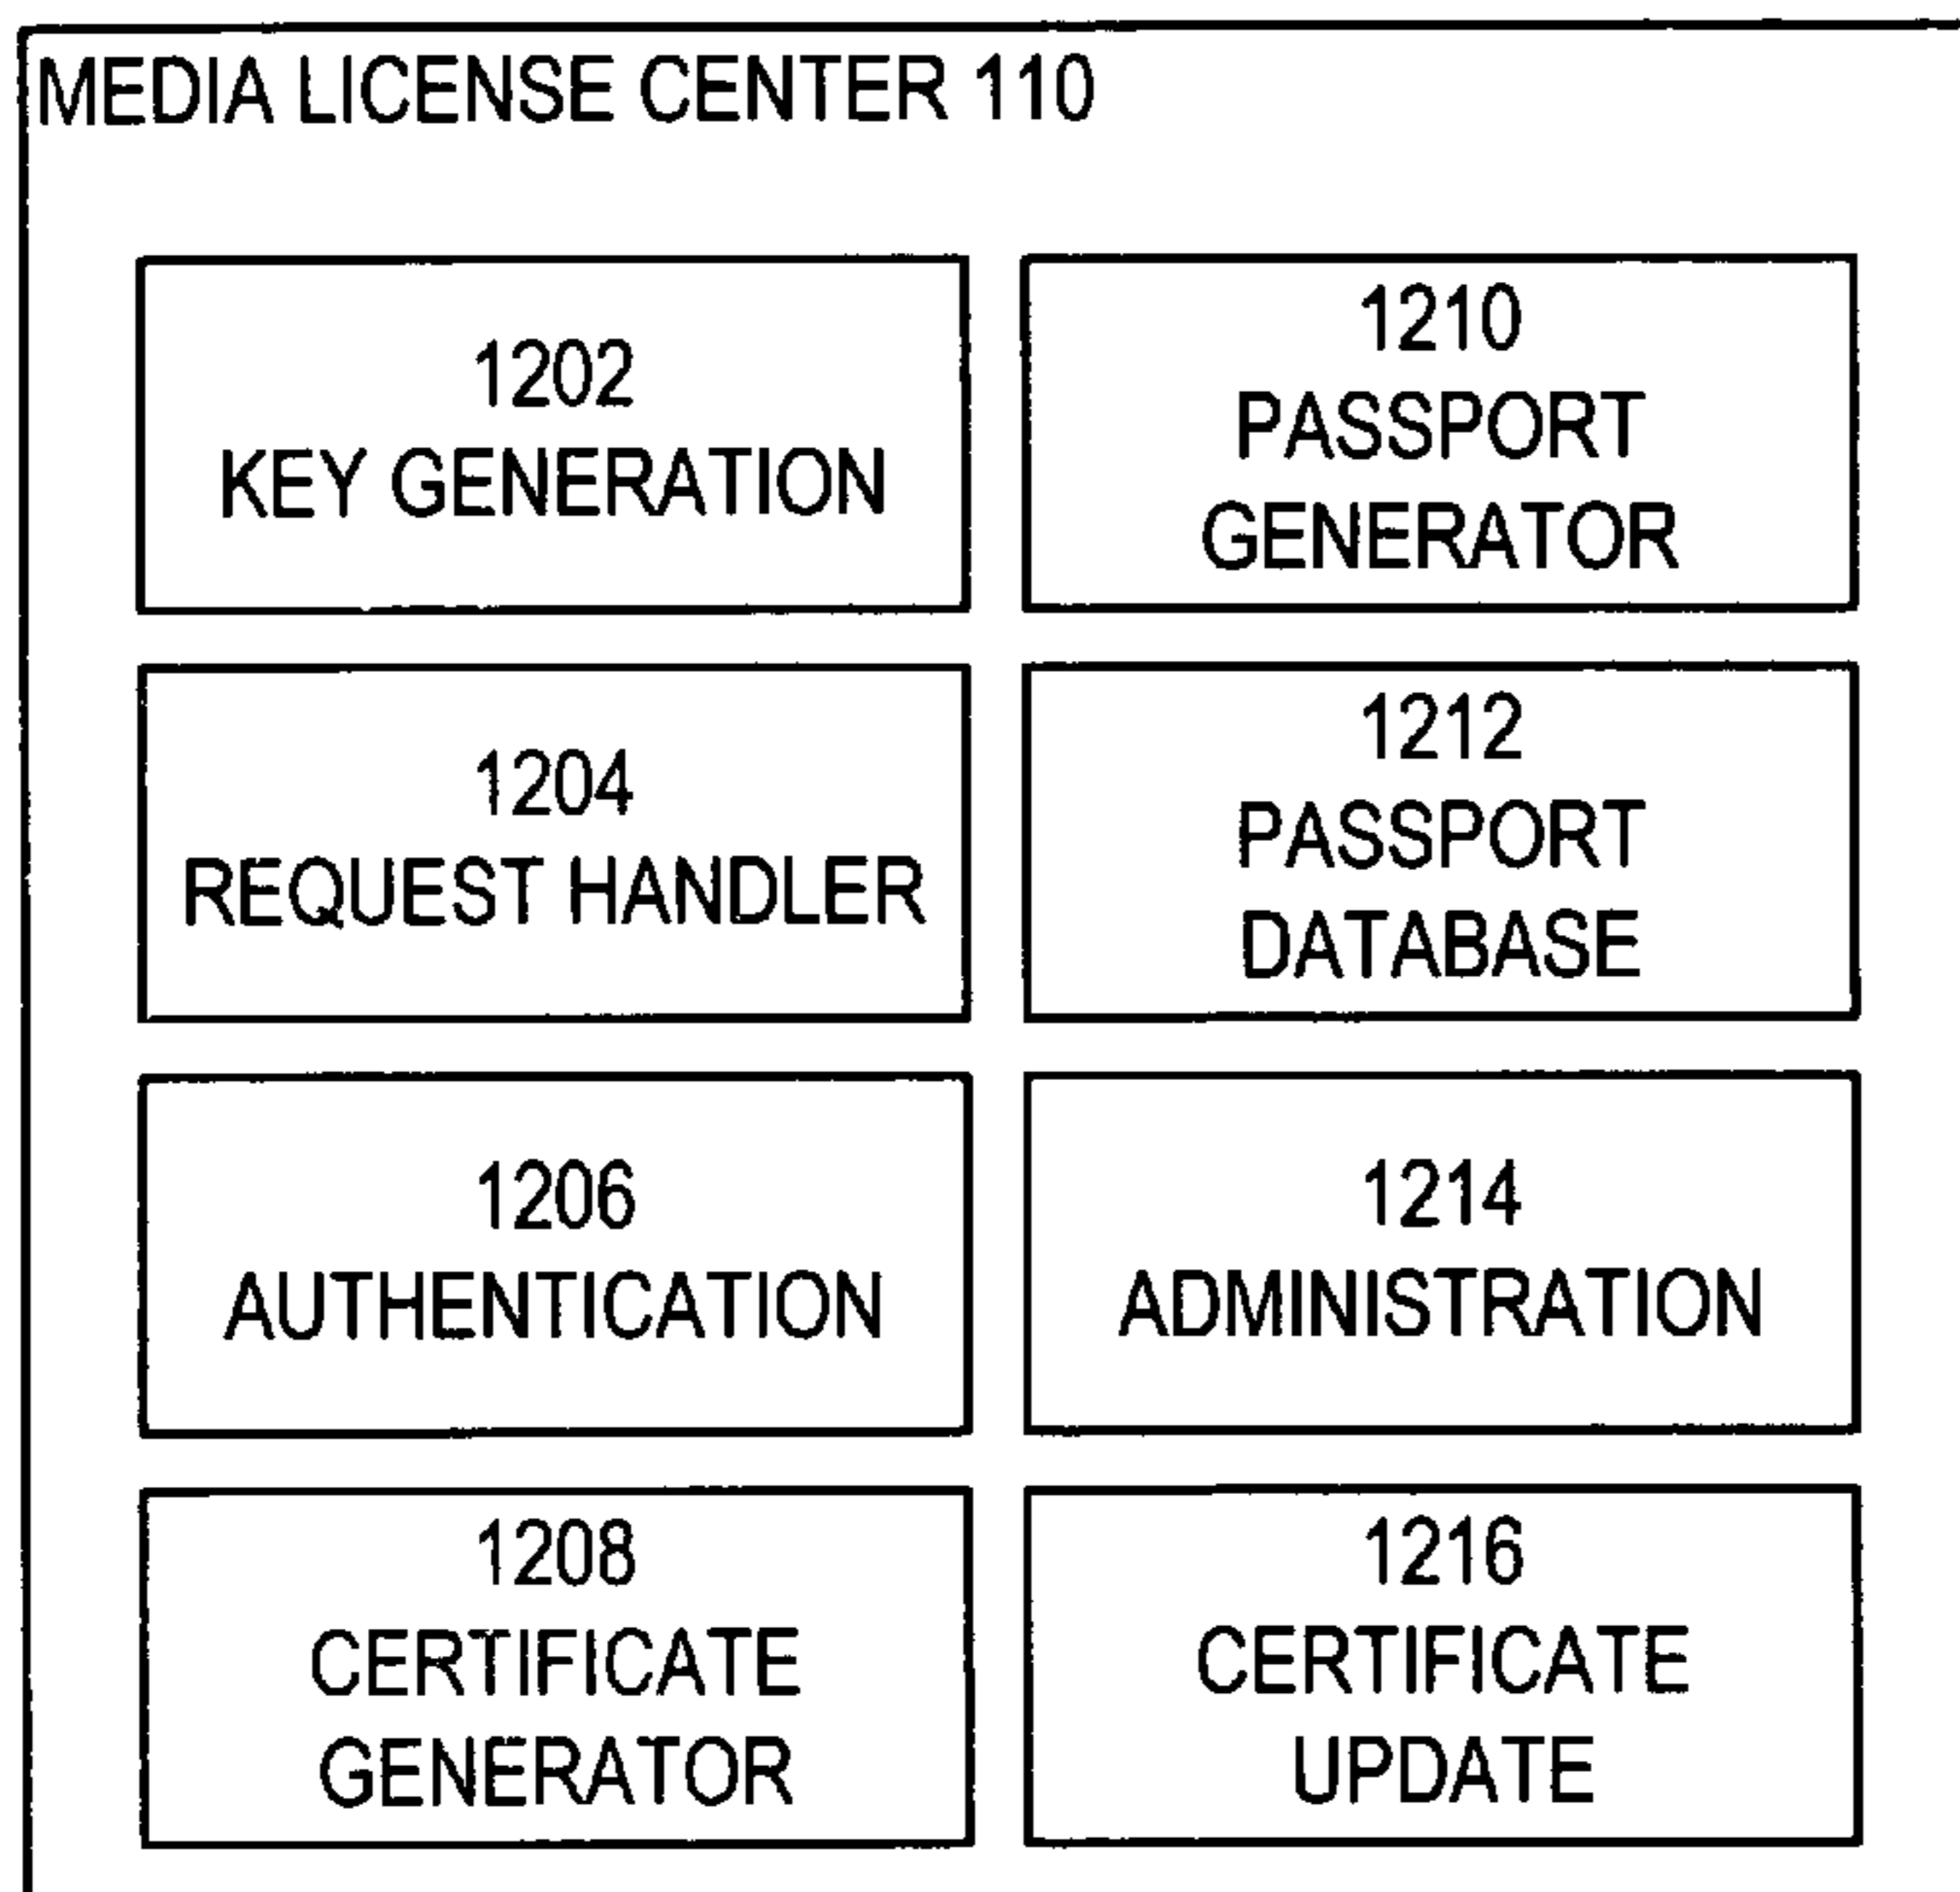 MEDIA LICENSE CENTER 110
1202
KEY GENERATION
1210
PASSPORT
GENERATOR
1204
REQUEST HANDLER
1212
PASSPORT
DATABASE
1206
AUTHENTICATION
1214
ADMINISTRATION
1208
CERTIFICATE
GENERATOR
1216
CERTIFICATE
UPDATE